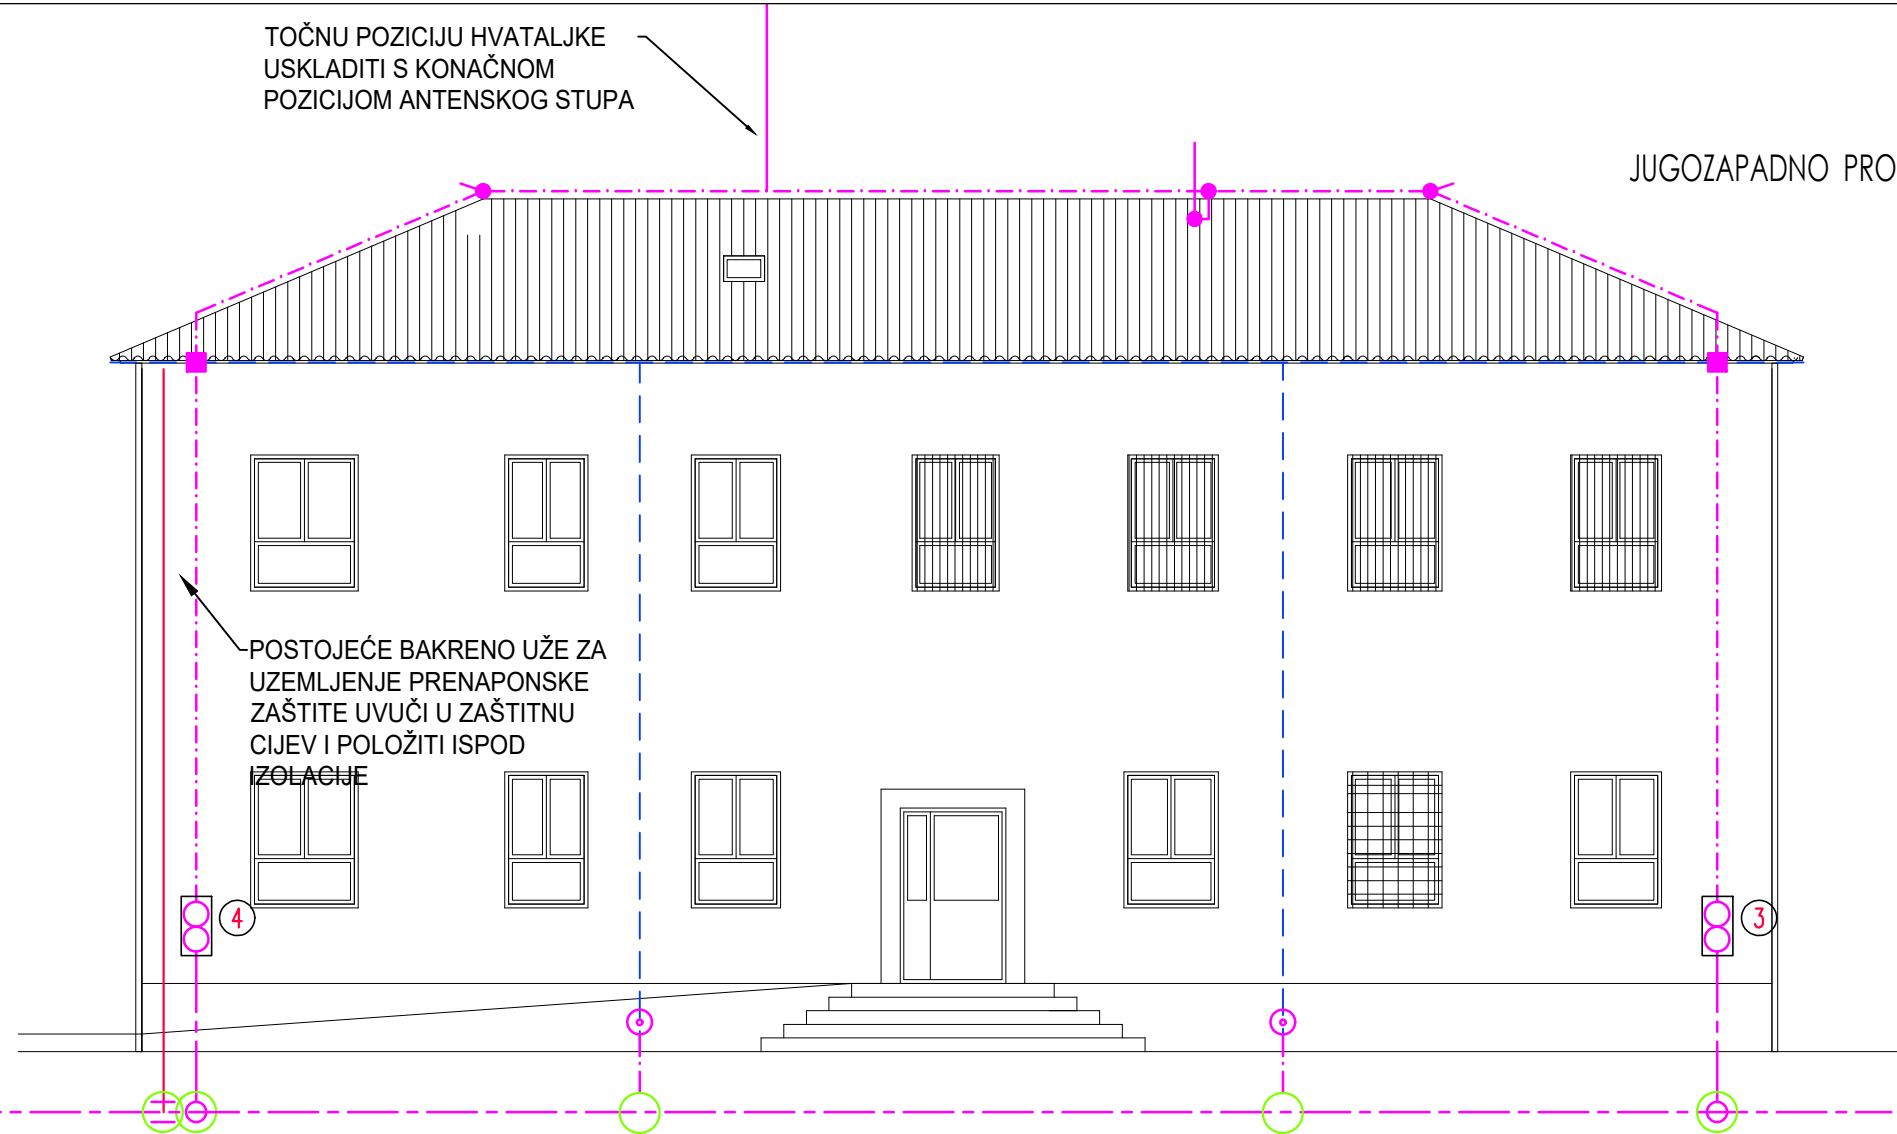 TOČNU POZICIJU HVATALJKE
USKLADITI S KONAČNOM
POZICIJOM ANTENSKOG STUPA
JUGOZAPADNO PRO
POSTOJEĆE BAKRENO UŽE ZA
UZEMLJENJE PRENAPONSKE
ZAŠTITE UVUČI U ZAŠTITNU
CIJEV I POLOŽITI ISPOD
IZOLACIJE
4
3